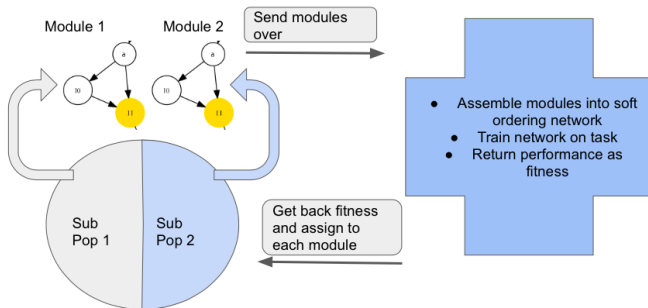 Module 1
Module 2
Send modules
over
● Assemble modules into soft
ordering network
● Train network on task
● Return performance as
fitness
Sub
Pop 1
Sub
Pop 2
Get back fitness
and assign to
each module